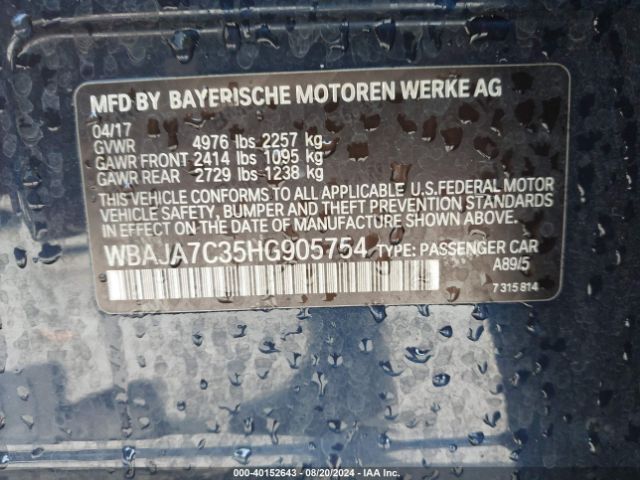 MFD BY BAYERISCHE MOTOREN WERKE AG
04/17
GVWR 4976 lbs 2257 kg
GAWR FRONT 2414 lbs 1095 kg
GAWR REAR 2729 lbs 1238 kg
THIS VEHICLE CONFORMS TO ALL APPLICABLE U.S.FEDERAL MOTOR
VEHICLE SAFETY, BUMPER AND THEFT PREVENTION STANDARDS
IN EFFECT ON THE DATE OF MANUFACTURE SHOWN ABOVE.
WBAJA7C35HG905754 TYPE: PASSENGER CAR
A89/5
7 315 814
000-40152643 - 08/20/2024 - IAA Inc.